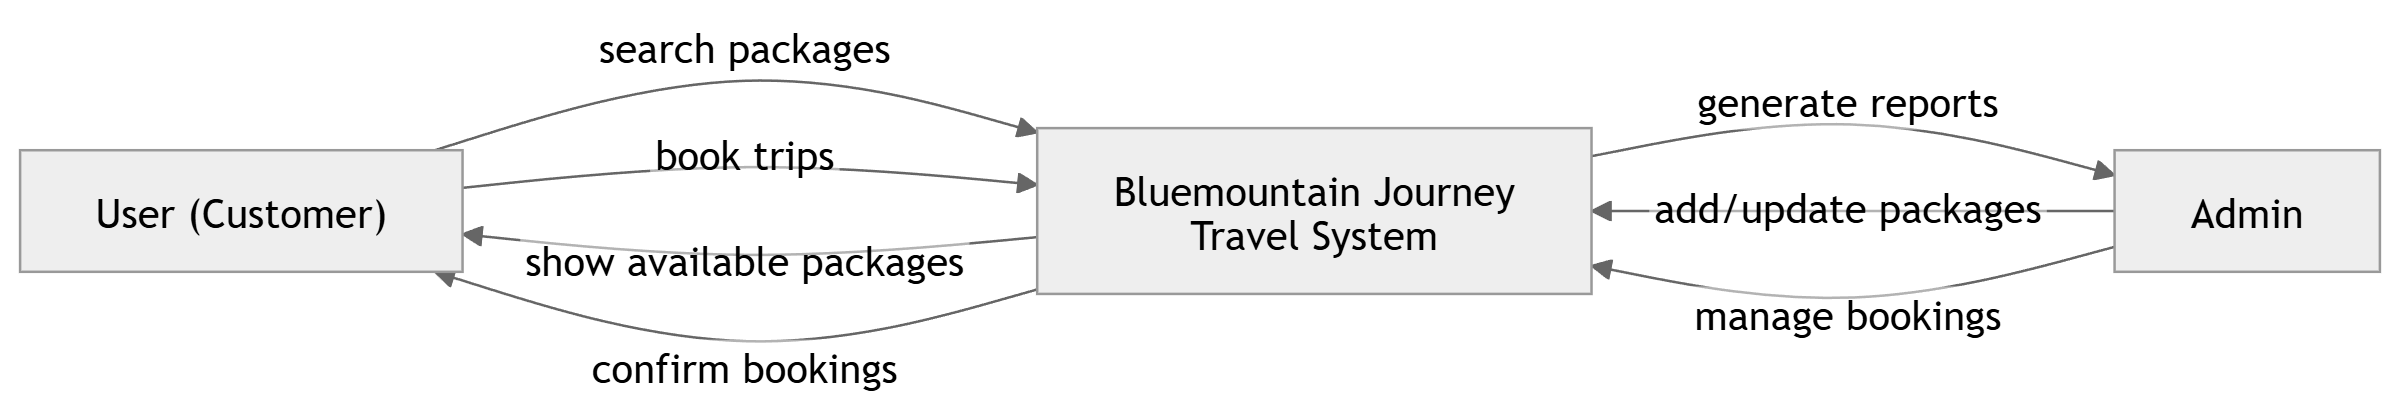 search packages
book trips
show available packages
confirm bookings
User (Customer)
Bluemountain Journey
Travel System
generate reports
add/update packages
manage bookings
Admin